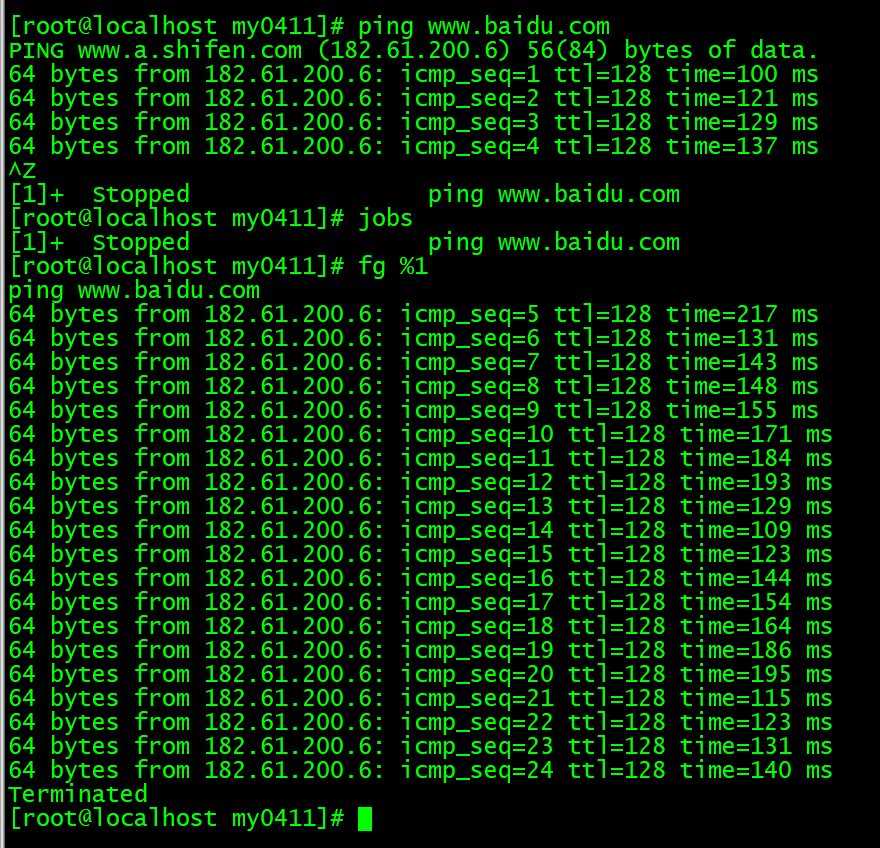 [root@localhost my0411]# ping www.baidu.com
PING www.a.shifen.com (182.61.200.6) 56(84) bytes of data.
64 bytes from 182.61.200.6: icmp_seq=1 ttl=128 time=100 ms
64 bytes from 182.61.200.6: icmp_seq=2 ttl=128 time=121 ms
64 bytes from 182.61.200.6: icmp_seq=3 ttl=128 time=129 ms
64 bytes from 182.61.200.6: icmp_seq=4 ttl=128 time=137 ms
^Z
[1]+  Stopped                 ping www.baidu.com
[root@localhost my0411]# jobs
[1]+  Stopped                 ping www.baidu.com
[root@localhost my0411]# fg %1
ping www.baidu.com
64 bytes from 182.61.200.6: icmp_seq=5 ttl=128 time=217 ms
64 bytes from 182.61.200.6: icmp_seq=6 ttl=128 time=131 ms
64 bytes from 182.61.200.6: icmp_seq=7 ttl=128 time=143 ms
64 bytes from 182.61.200.6: icmp_seq=8 ttl=128 time=148 ms
64 bytes from 182.61.200.6: icmp_seq=9 ttl=128 time=155 ms
64 bytes from 182.61.200.6: icmp_seq=10 ttl=128 time=171 ms
64 bytes from 182.61.200.6: icmp_seq=11 ttl=128 time=184 ms
64 bytes from 182.61.200.6: icmp_seq=12 ttl=128 time=193 ms
64 bytes from 182.61.200.6: icmp_seq=13 ttl=128 time=129 ms
64 bytes from 182.61.200.6: icmp_seq=14 ttl=128 time=109 ms
64 bytes from 182.61.200.6: icmp_seq=15 ttl=128 time=123 ms
64 bytes from 182.61.200.6: icmp_seq=16 ttl=128 time=144 ms
64 bytes from 182.61.200.6: icmp_seq=17 ttl=128 time=154 ms
64 bytes from 182.61.200.6: icmp_seq=18 ttl=128 time=164 ms
64 bytes from 182.61.200.6: icmp_seq=19 ttl=128 time=186 ms
64 bytes from 182.61.200.6: icmp_seq=20 ttl=128 time=195 ms
64 bytes from 182.61.200.6: icmp_seq=21 ttl=128 time=115 ms
64 bytes from 182.61.200.6: icmp_seq=22 ttl=128 time=123 ms
64 bytes from 182.61.200.6: icmp_seq=23 ttl=128 time=131 ms
64 bytes from 182.61.200.6: icmp_seq=24 ttl=128 time=140 ms
Terminated
[root@localhost my0411]#